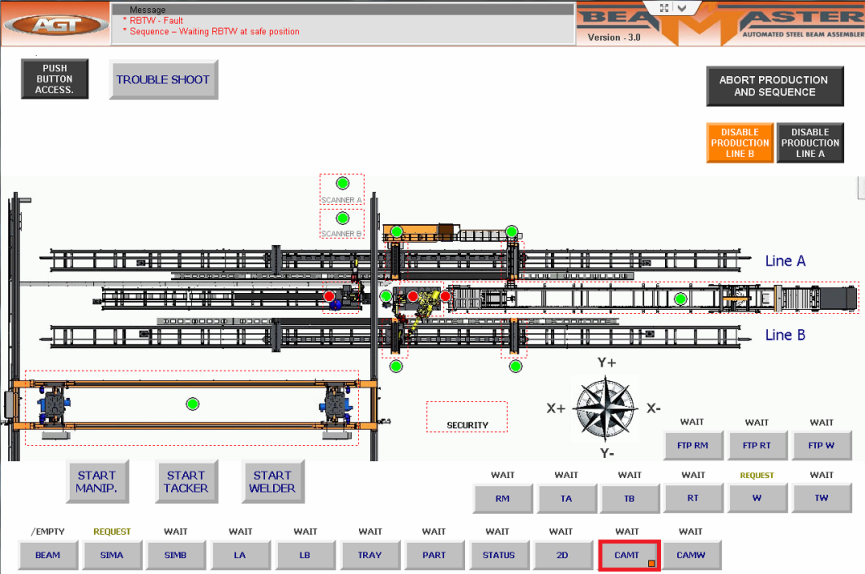 AGT
Message
* RBTW - Fault
* Sequence – Waiting RBTW at safe position
BEAM MASTER
AUTOMATED STEEL BEAM ASSEMBLER
Version - 3.0
PUSH
BUTTON
ACCESS.
TROUBLE SHOOT
ABORT PRODUCTION
AND SEQUENCE
DISABLE
PRODUCTION
LINE B
DISABLE
PRODUCTION
LINE A
SCANNER A
SCANNER B
Line A
Line B
Y+
X+
X-
Y-
SECURITY
WAIT
WAIT
WAIT
FTP RM
FTP RT
FTP W
START
MANIP.
START
TACKER
START
WELDER
WAIT
WAIT
WAIT
WAIT
REQUEST
WAIT
RM
TA
TB
RT
W
TW
/EMPTY
REQUEST
WAIT
WAIT
WAIT
WAIT
WAIT
WAIT
WAIT
WAIT
WAIT
BEAM
SIMA
SIMB
LA
LB
TRAY
PART
STATUS
2D
CAMT
CAMW